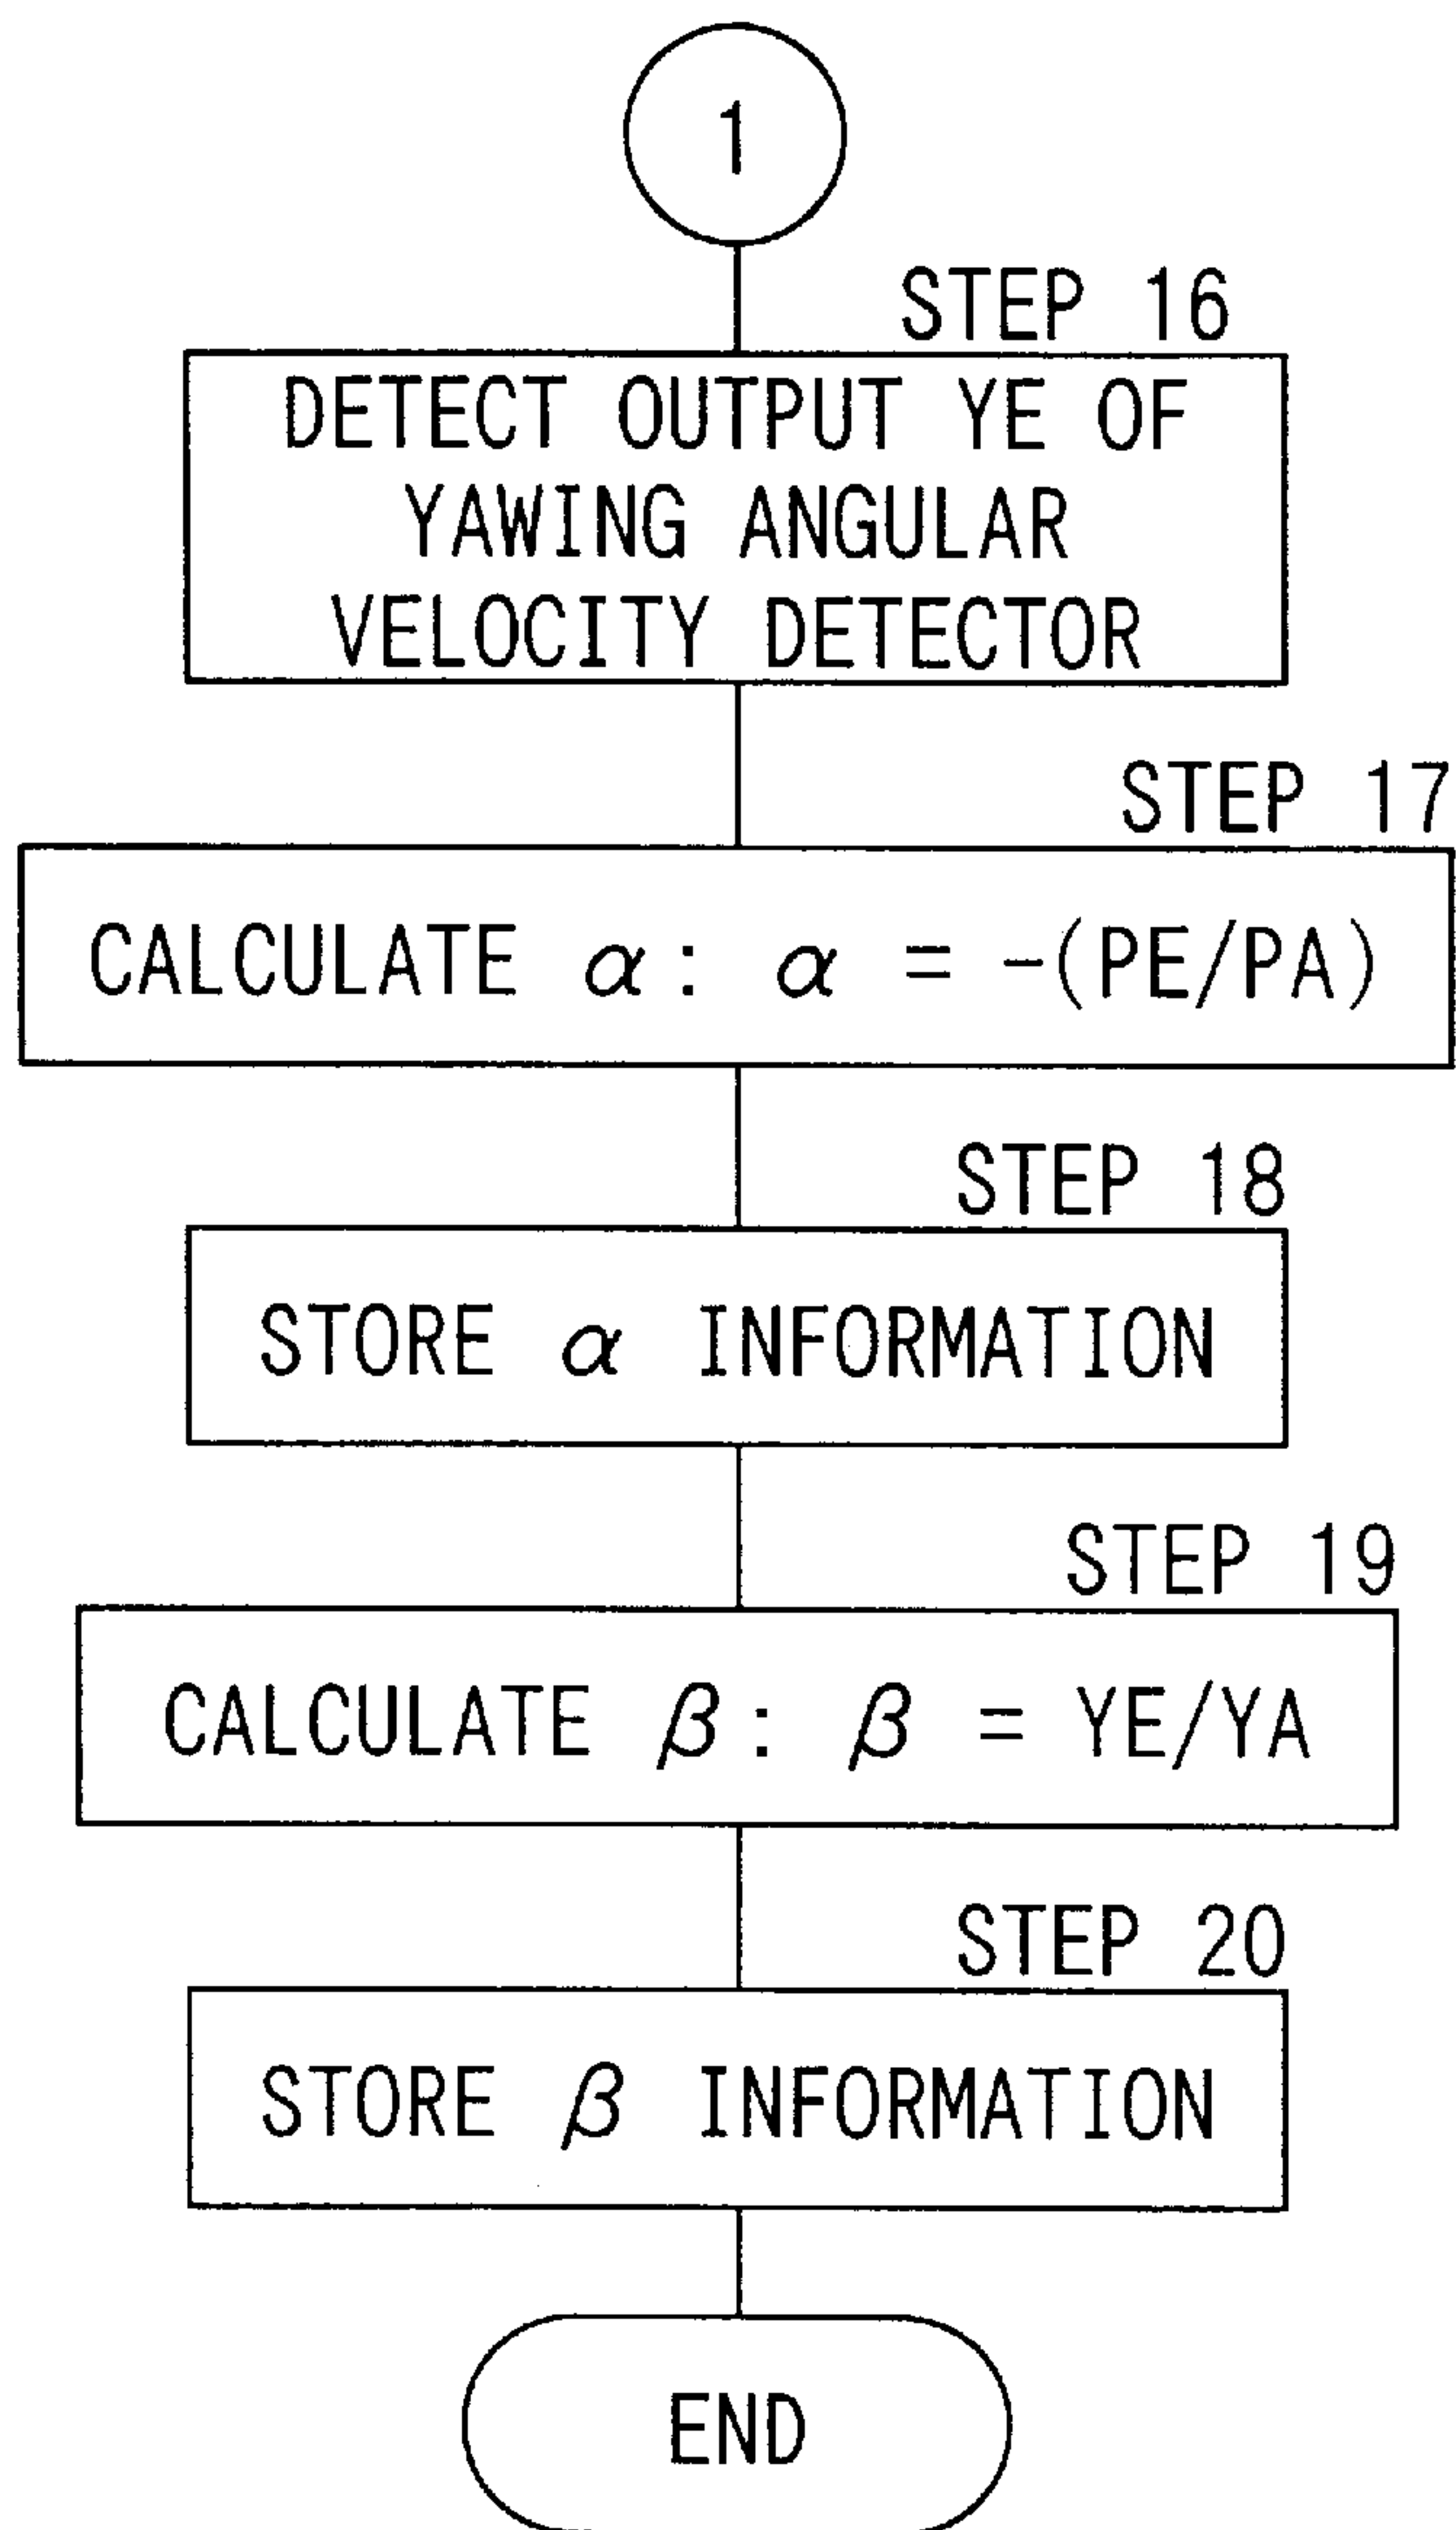 1
STEP 16
DETECT OUTPUT YE OF
YAWING ANGULAR
VELOCITY DETECTOR
STEP 17
CALCULATE α: α = -(PE/PA)
STEP 18
STORE α INFORMATION
STEP 19
CALCULATE β: β = YE/YA
STEP 20
STORE β INFORMATION
END